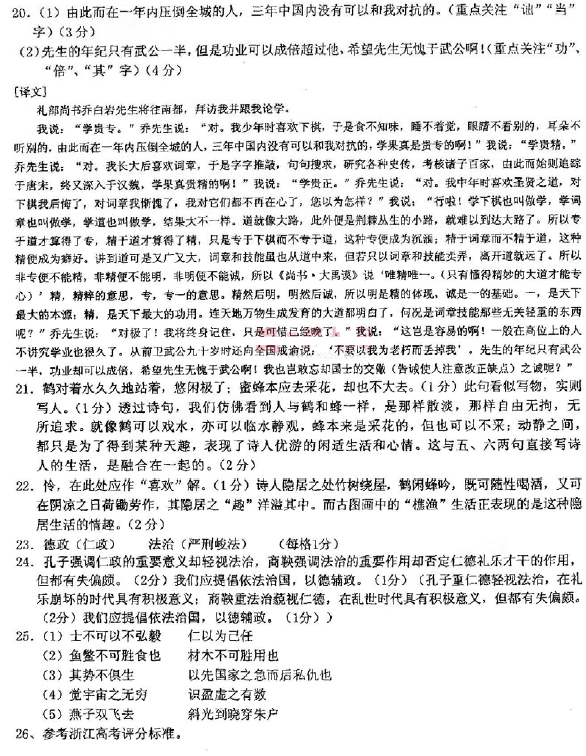 20.（1）由此而在一年内压倒全城的人，三年中国内没有可以和我对抗的。（重点关注“诎”“当”
字）(3 分)
（2）先生的年纪只有武公一半，但是功业可以成倍超过他，希望先生无愧于武公啊！（重点关注“功”、
“倍”、“其”字）(4 分)
[译文]
礼部尚书乔白岩先生将往南都，拜访我并跟我论学。
我说：“学贵专。”乔先生说：“对。我少年时喜欢下棋，于是食不知味，睡不着觉，眼睛不看别的，耳朵不
听别的，由此而在一年内压倒全城的人，三年中国内没有可以和我对抗的，学果真是贵专的啊！”我说：“学贵精。”
乔先生说：“对。我长大后喜欢词章，于是字字推敲，句句搜求，研究各种史传，考核诸子百家，由此而始则追踪
于唐宋，终又深入于汉魏，学果真贵精的啊！”我说：“学贵正。”乔先生说：“对。我中年时喜欢圣贤之道，对
下棋我后悔了，对词章我惭愧了，我对它们都不再在心了，您以为怎样？”我说：“行啦！学下棋也叫做学，学词
章也叫做学，学道也叫做学，结果大不一样。道就像大路，此外便是荆棘丛生的小路，就难以到达大路了。所以专
于道才算得了专，精于道才算得了精，只是专于下棋而不专于道，这种专便成为沉溺；精于词章而不精于道，这种
精便成为癖好。讲到道可是又广又大，词章和技能虽也从道中来，但若只以词章和技能卖弄，离开道就远了。所以
非专便不能精，非精便不能明，非明便不能诚，所以《尚书·大禹谟》说‘唯精唯一。（只有懂得精妙的大道才能专
心）’精，精粹的意思，专，专一的意思。精然后明，明然后诚，所以明是精的体现，诚是一的基础。一，是天下
最大的本源；精，是天下最大的功用。连天地万物生成发育的大道都明白了，何况是词章技能那些无关轻重的东西
呢？”乔先生说：“对极了！我将终身记住，只是可惜已经晚了。”我说：“这岂是容易的啊！一般在高位上的人
不讲究学业也很久了。从前卫武公九十岁时还向全国诫谕说，‘不要以我为老朽而丢掉我’，先生的年纪只有武公
一半，功业却可以成倍，希望先生无愧于武公啊！我也岂敢忘却国士的交儆（告诫使人注意改正缺点）之诚呢？”
21．鹤对着水久久地站着，悠闲极了；蜜蜂本应去采花，却也不大去。（1 分）此句看似写物，实则
写人。（1 分）透过诗句，我们仿佛看到人与鹤和蜂一样，是那样散淡，那样自由无拘，无
所追求。就像鹤可以戏水，亦可以临水静观，蜂本来是采花的，但也可以不采；动静之间，
都只是为了得到某种天趣，表现了诗人优游的闲适生活和心情。这与五、六两句直接写诗
人的生活，是融合在一起的。（2 分）
22．怜，在此处应作“喜欢”解。（1 分）诗人隐居之处竹树绕屋，鹤闲蜂吟，既可随性喝酒，又可
在阴凉之日荷锄劳作，其隐居之“趣”洋溢其中。而古图画中的“樵渔”生活正表现的是这种隐
居生活的情趣。（2 分）
23．德政（仁政） 法治（严刑峻法） （每格1分）
24．孔子强调仁政的重要意义却轻视法治，商鞅强调法治的重要作用却否定仁德礼乐才干的作用，
但都有失偏颇。（2分）我们应提倡依法治国，以德辅政。（1分）〔孔子重仁德轻视法治，在礼
乐崩坏的时代具有积极意义；商鞅重法治藐视仁德，在乱世时代具有积极意义，但都有失偏颇。
（2分）我们应提倡依法治国，以德辅政。（1分）〕
25．（1）士不可以不弘毅 仁以为己任
（2）鱼鳖不可胜食也 材木不可胜用也
（3）其势不俱生 以先国家之急而后私仇也
（4）觉宇宙之无穷 识盈虚之有数
（5）燕子双飞去 斜光到晓穿朱户
26、参考浙江高考评分标准。